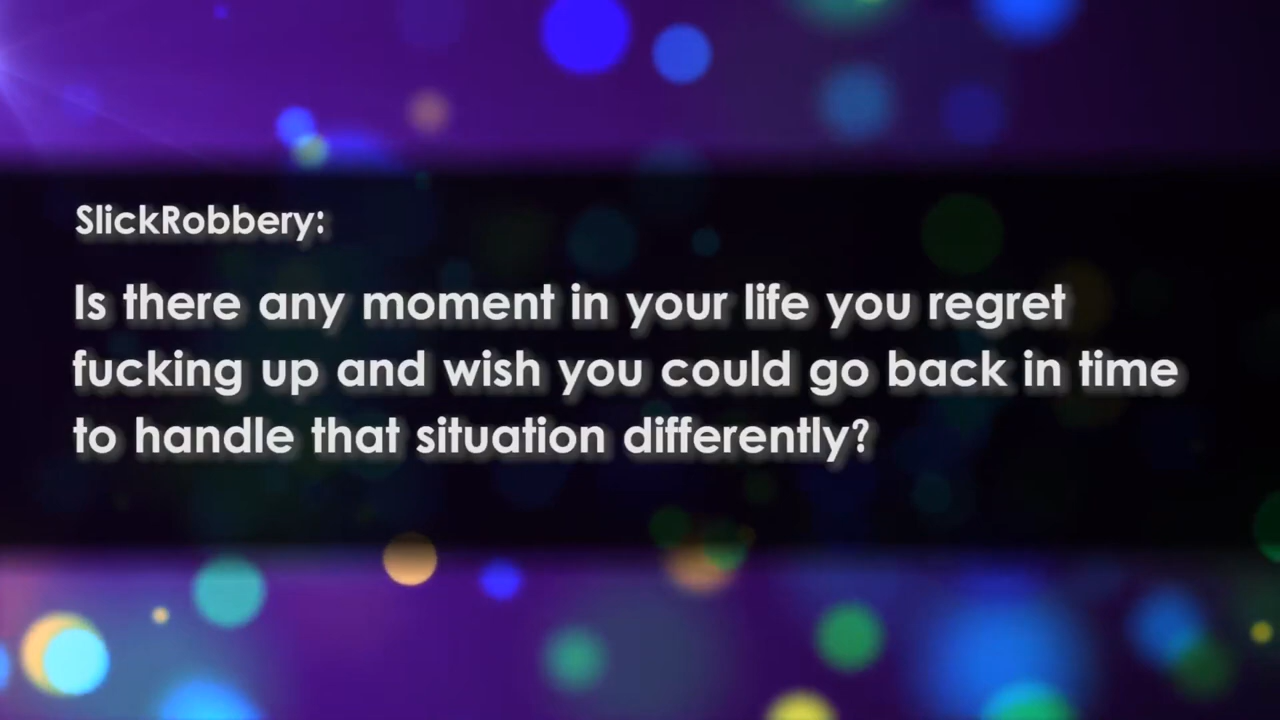 SlickRobbery:
Is there any moment in your life you regret
fucking up and wish you could go back in time
to handle that situation differently?